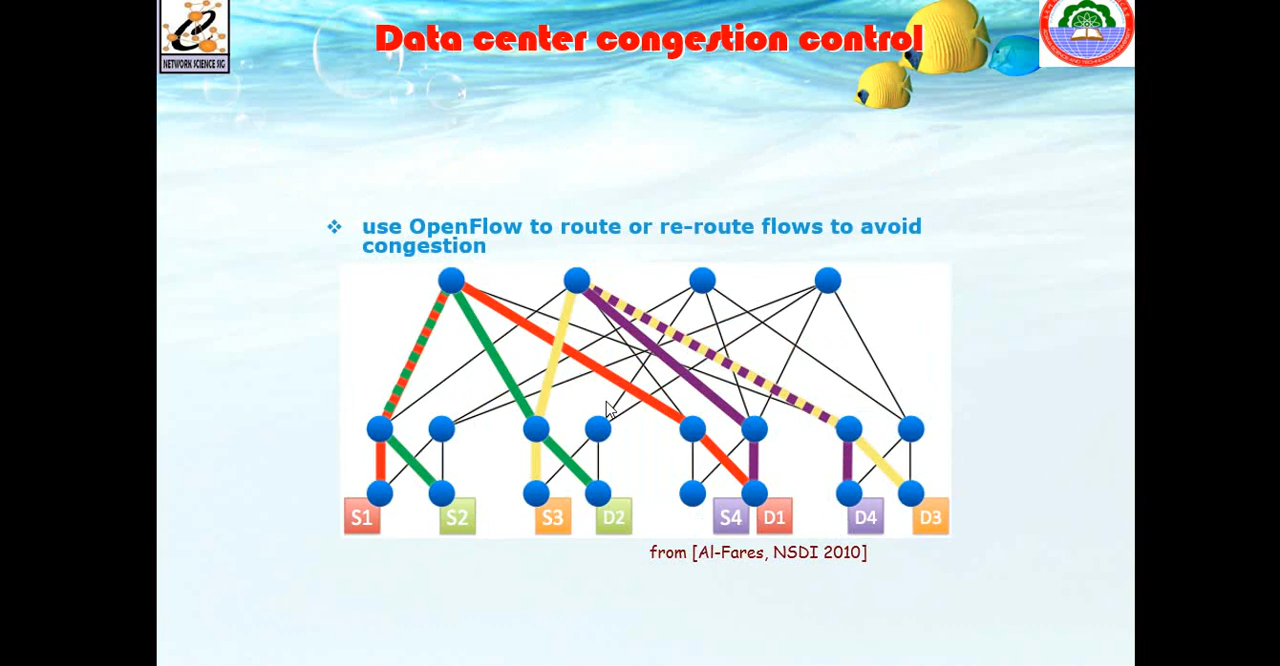 Data center congestion control
NETWORK SCIENCE SIG
use OpenFlow to route or re-route flows to avoid
congestion
S1 S2 S3 D2 S4 D1 D4 D3
from [Al-Fares, NSDI 2010]